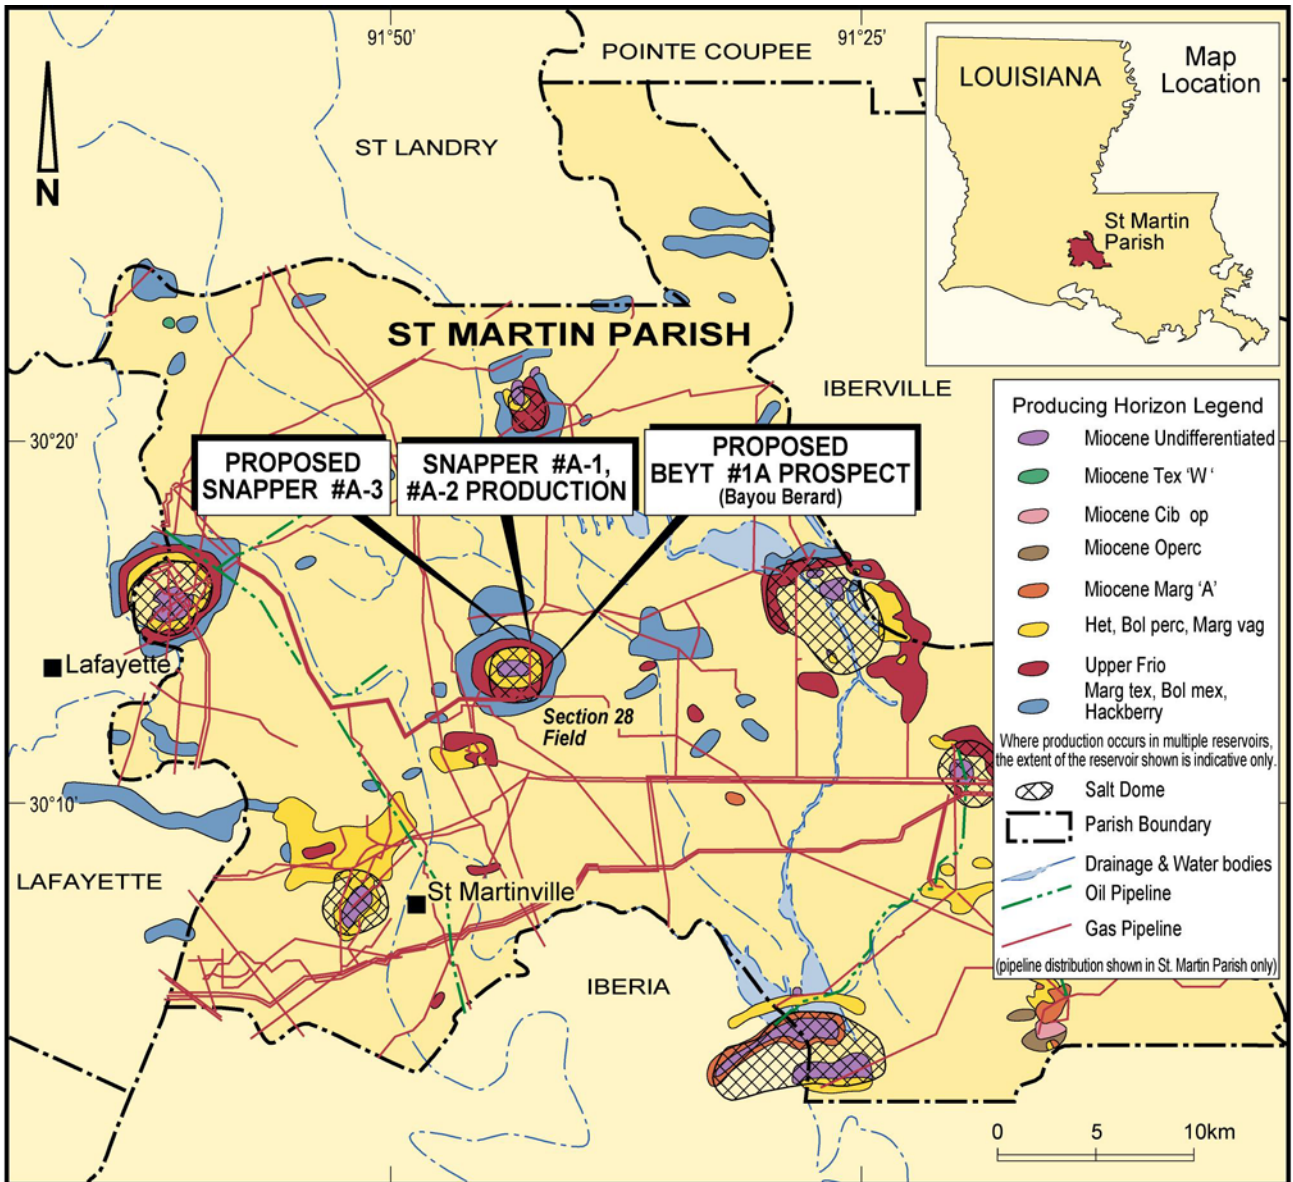 91°50'
91°25'
POINTE COUPEE
LOUISIANA
Map
Location
ST LANDRY
N
St Martin
Parish
ST MARTIN PARISH
IBERVILLE
30°20'
PROPOSED
SNAPPER #A-3
SNAPPER #A-1,
#A-2 PRODUCTION
PROPOSED
BEYT #1A PROSPECT
(Bayou Berard)
Producing Horizon Legend
Miocene Undifferentiated
Miocene Tex 'W '
Miocene Cib op
Miocene Operc
Miocene Marg 'A'
Het, Bol perc, Marg vag
Upper Frio
Marg tex, Bol mex,
Hackberry
Where production occurs in multiple reservoirs,
the extent of the reservoir shown is indicative only.
Salt Dome
Parish Boundary
Drainage & Water bodies
Oil Pipeline
Gas Pipeline
(pipeline distribution shown in St. Martin Parish only)
Lafayette
Section 28
Field
30°10'
LAFAYETTE
St Martinville
IBERIA
0 5 10km